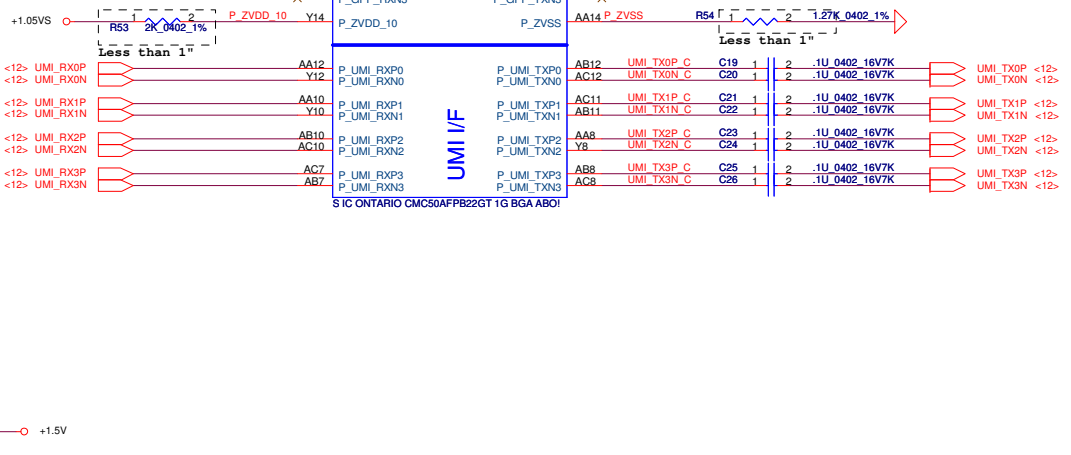 P_GPP_RXN3 P_GPP_TXN3
+1.05VS 1 2 P_ZVDD_10 Y14 P_ZVDD_10 P_ZVSS AA14 P_ZVSS R54 1 2 1.27K_0402_1%
R53 2K_0402_1%
Less than 1" Less than 1"
<12> UMI_RX0P AA12 P_UMI_RXP0 P_UMI_TXP0 AB12 UMI_TX0P_C C19 1 2 .1U_0402_16V7K UMI_TX0P <12>
<12> UMI_RX0N Y12 P_UMI_RXN0 P_UMI_TXN0 AC12 UMI_TX0N_C C20 1 2 .1U_0402_16V7K UMI_TX0N <12>
<12> UMI_RX1P AA10 P_UMI_RXP1 P_UMI_TXP1 AC11 UMI_TX1P_C C21 1 2 .1U_0402_16V7K UMI_TX1P <12>
<12> UMI_RX1N Y10 P_UMI_RXN1 P_UMI_TXN1 AB11 UMI_TX1N_C C22 1 2 .1U_0402_16V7K UMI_TX1N <12>
<12> UMI_RX2P AB10 P_UMI_RXP2 P_UMI_TXP2 AA8 UMI_TX2P_C C23 1 2 .1U_0402_16V7K UMI_TX2P <12>
<12> UMI_RX2N AC10 P_UMI_RXN2 P_UMI_TXN2 Y8 UMI_TX2N_C C24 1 2 .1U_0402_16V7K UMI_TX2N <12>
<12> UMI_RX3P AC7 P_UMI_RXP3 P_UMI_TXP3 AB8 UMI_TX3P_C C25 1 2 .1U_0402_16V7K UMI_TX3P <12>
<12> UMI_RX3N AB7 P_UMI_RXN3 P_UMI_TXN3 AC8 UMI_TX3N_C C26 1 2 .1U_0402_16V7K UMI_TX3N <12>
UMI I/F
S IC ONTARIO CMC50AFPB22GT 1G BGA ABO!
+1.5V